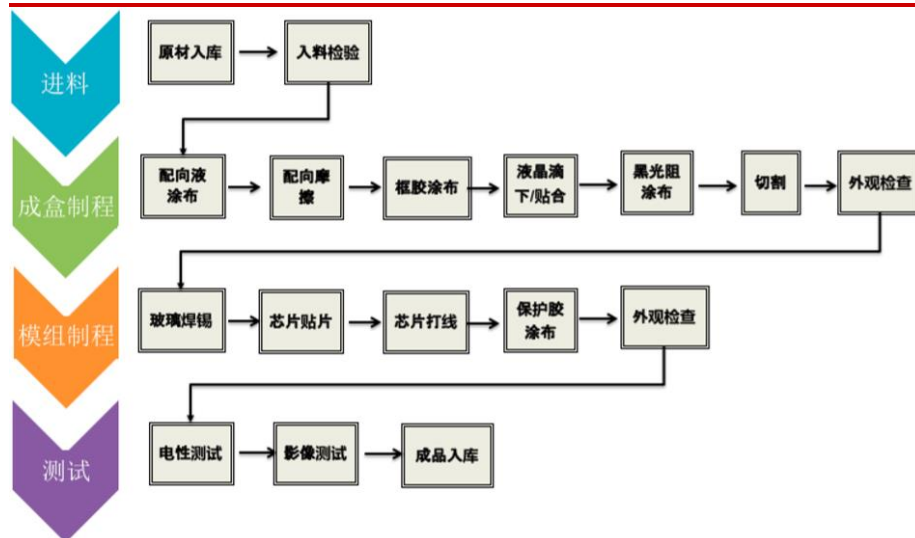 进料
原材入库
入料检验
成盒制程
配向液
涂布
配向摩
擦
框胶涂布
液晶滴
下/贴合
黑光阻
涂布
切割
外观检查
模组制程
玻璃焊锡
芯片贴片
芯片打线
保护胶
涂布
外观检查
测试
电性测试
影像测试
成品入库